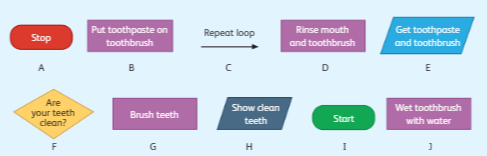 Stop
Put toothpaste on
toothbrush
Repeat loop
Rinse mouth
and toothbrush
Get toothpaste
and toothbrush
A
B
C
D
E
Are
your teeth
clean?
Brush teeth
Show clean
teeth
Start
Wet toothbrush
with water
F
G
H
I
J